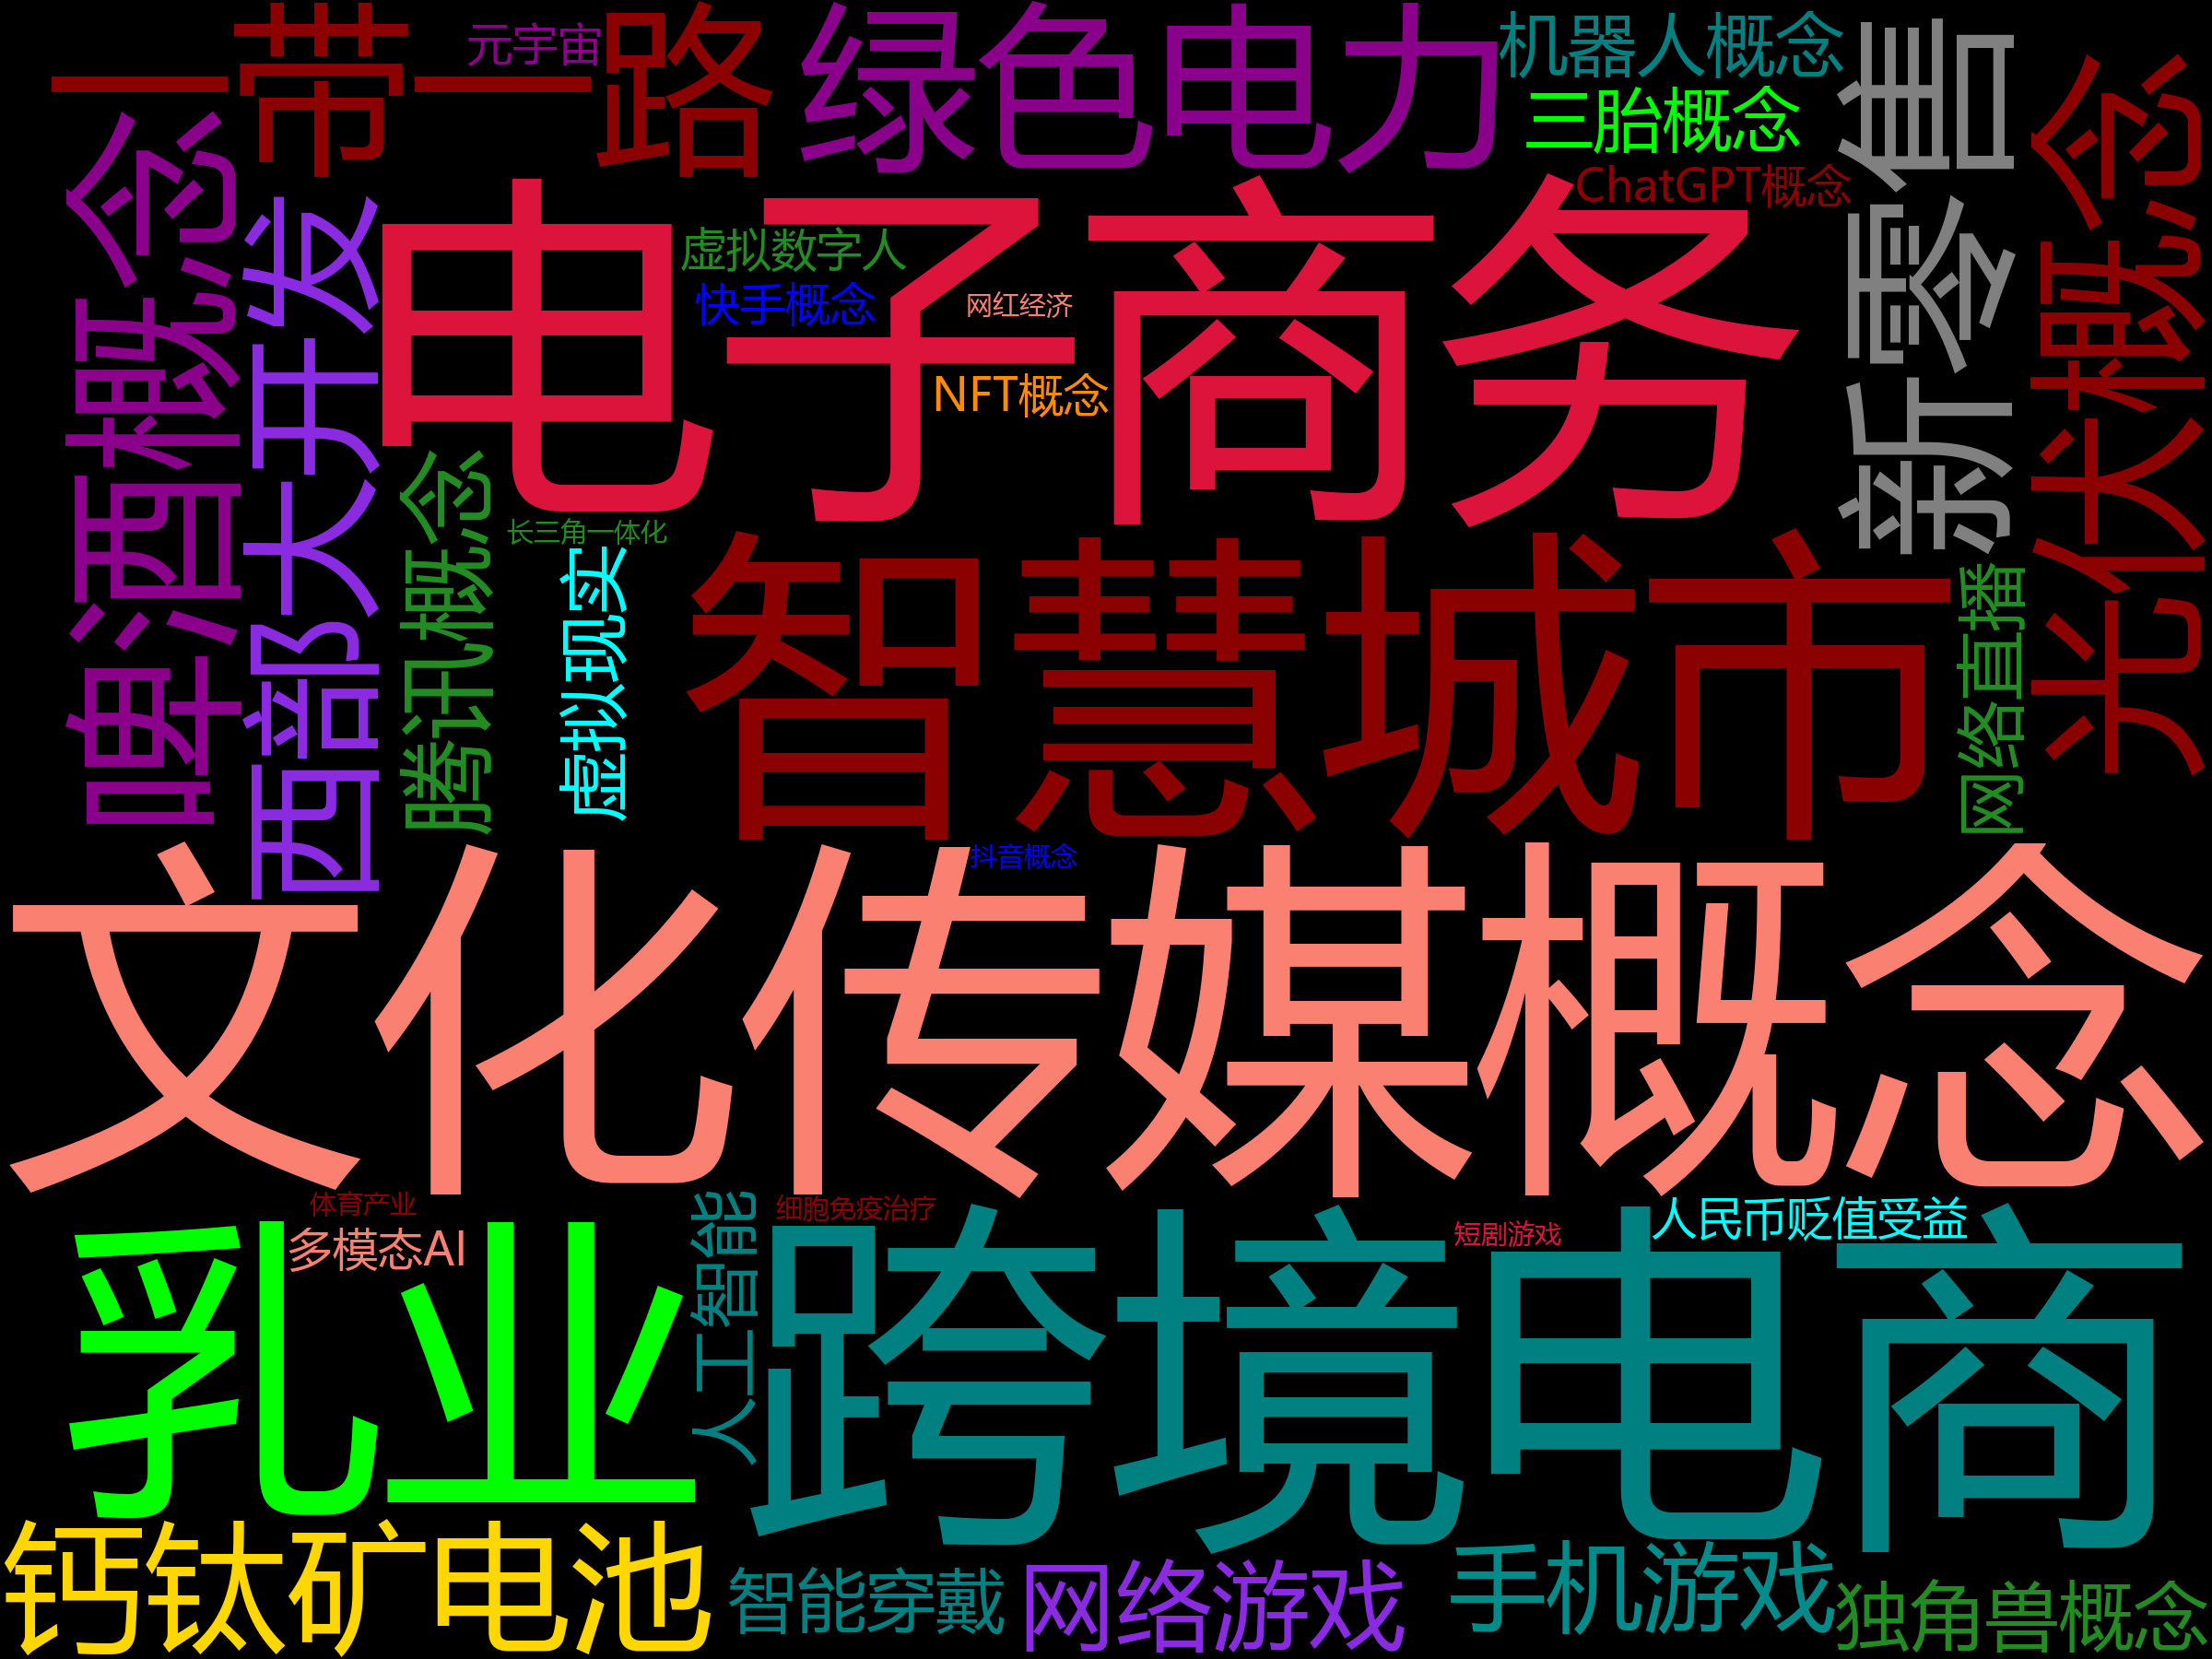 一带一路
元宇宙
绿色电力
机器人概念
三胎概念
ChatGPT概念
新零售
光伏概念
啤酒概念
西部大开发
电子商务
虚拟数字人
快手概念
网红经济
NFT概念
腾讯概念
长三角一体化
虚拟现实
智慧城市
网络直播
抖音概念
文化传媒概念
体育产业
多模态AI
人工智能
细胞免疫治疗
短剧游戏
人民币贬值受益
乳业
跨境电商
钙钛矿电池
智能穿戴
网络游戏
手机游戏
独角兽概念